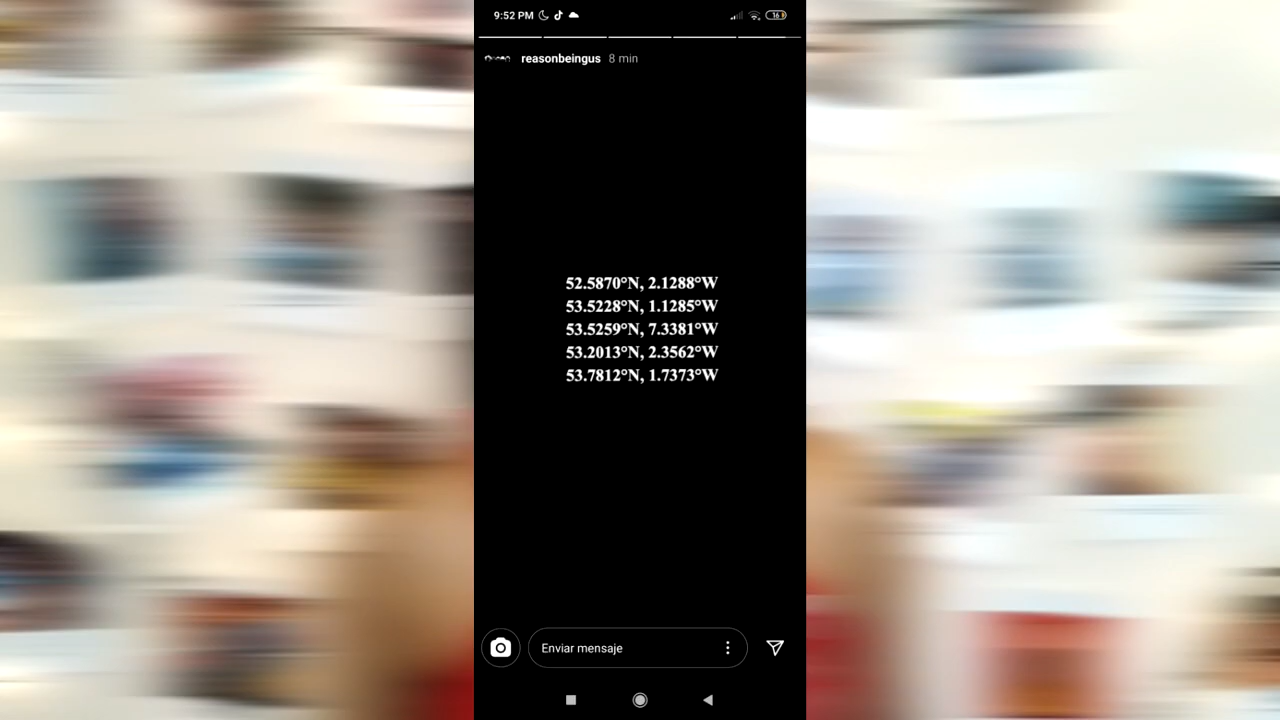 9:52 PM
16
reasonbeingus 8 min
52.5870°N, 2.1288°W
53.5228°N, 1.1285°W
53.5259°N, 7.3381°W
53.2013°N, 2.3562°W
53.7812°N, 1.7373°W
Enviar mensaje